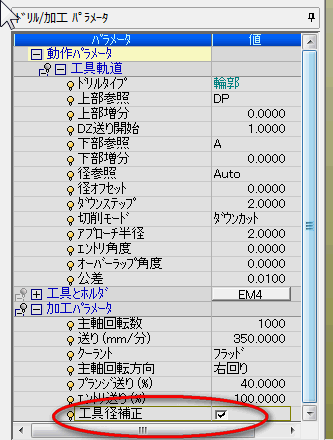 ドリル/加工 パラメータ
パラメータ 値
動作パラメータ
工具軌道
ドリルタイプ 輪郭
上部参照 DP
上部増分 0.0000
DZ送り開始 1.0000
下部参照 A
下部増分 0.0000
径参照 Auto
径オフセット 0.0000
ダウンステップ 2.0000
切削モード ダウンカット
アプローチ半径 2.0000
エントリ角度 0.0000
オーバーラップ角度 0.0000
公差 0.0100
工具とホルダ EM4
加工パラメータ
主軸回転数 1000
送り (mm/分) 350.0000
クーラント フラッド
主軸回転方向 右回り
プランジ送り (%) 40.0000
エントリ送り (%) 100.0000
工具径補正